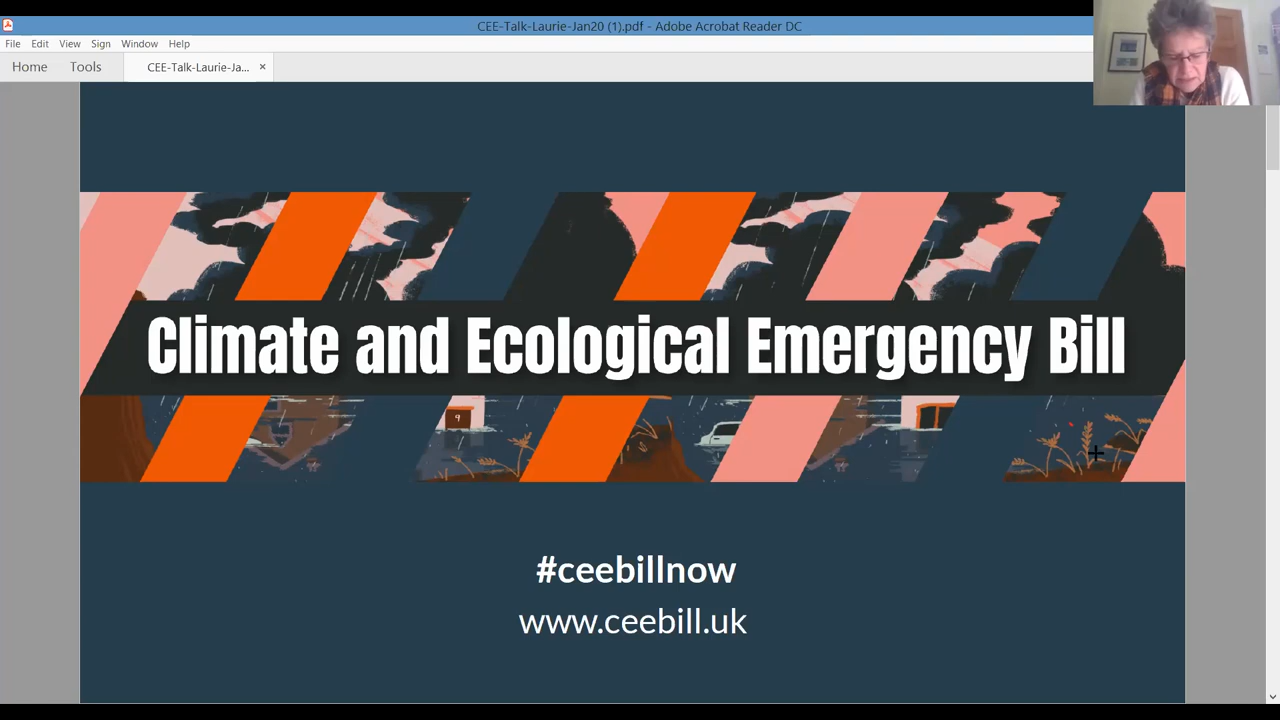 CEE-Talk-Laurie-Jan20 (1).pdf - Adobe Acrobat Reader DC
File Edit View Sign Window Help
Home Tools CEE-Talk-Laurie-Ja... ×
Climate and Ecological Emergency Bill
9
#ceebillnow
www.ceebill.uk